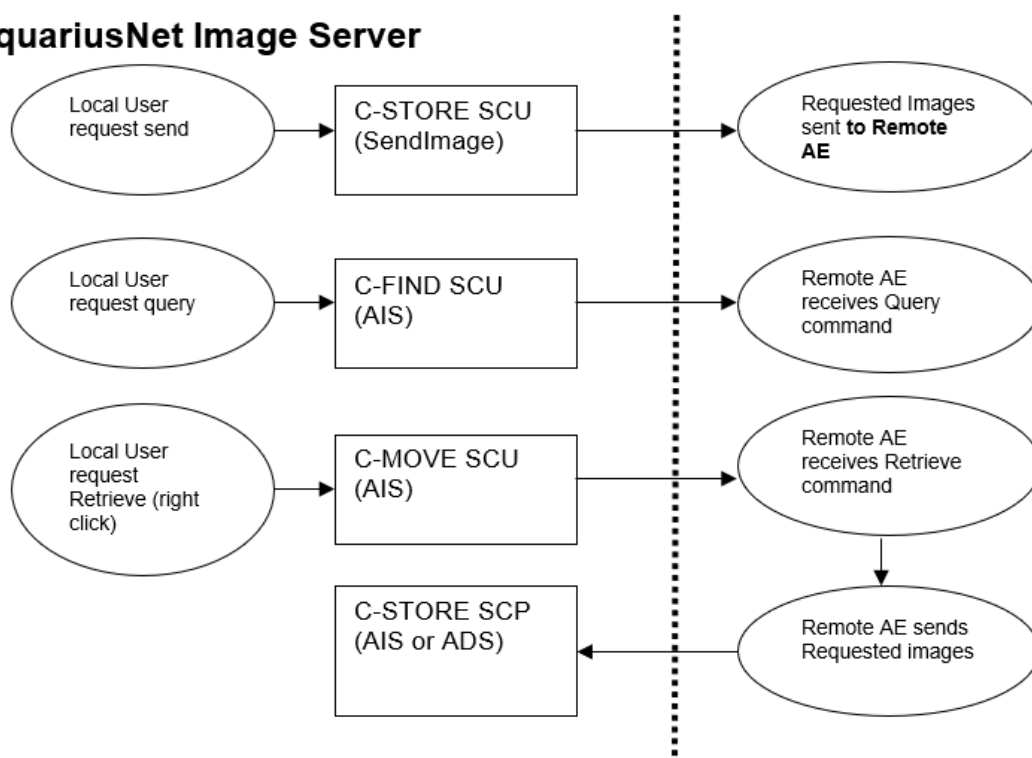 quariusNet Image Server
Local User
request send
C-STORE SCU
(SendImage)
Requested Images
sent to Remote
AE
Local User
request query
C-FIND SCU
(AIS)
Remote AE
receives Query
command
Local User
request
Retrieve (right
click)
C-MOVE SCU
(AIS)
Remote AE
receives Retrieve
command
C-STORE SCP
(AIS or ADS)
Remote AE sends
Requested images